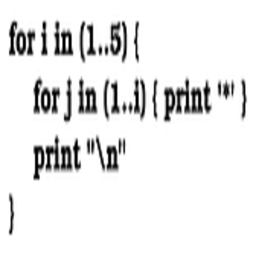 for i in (1..5) {
for j in (1..i) { print '*' }
print "\n"
}